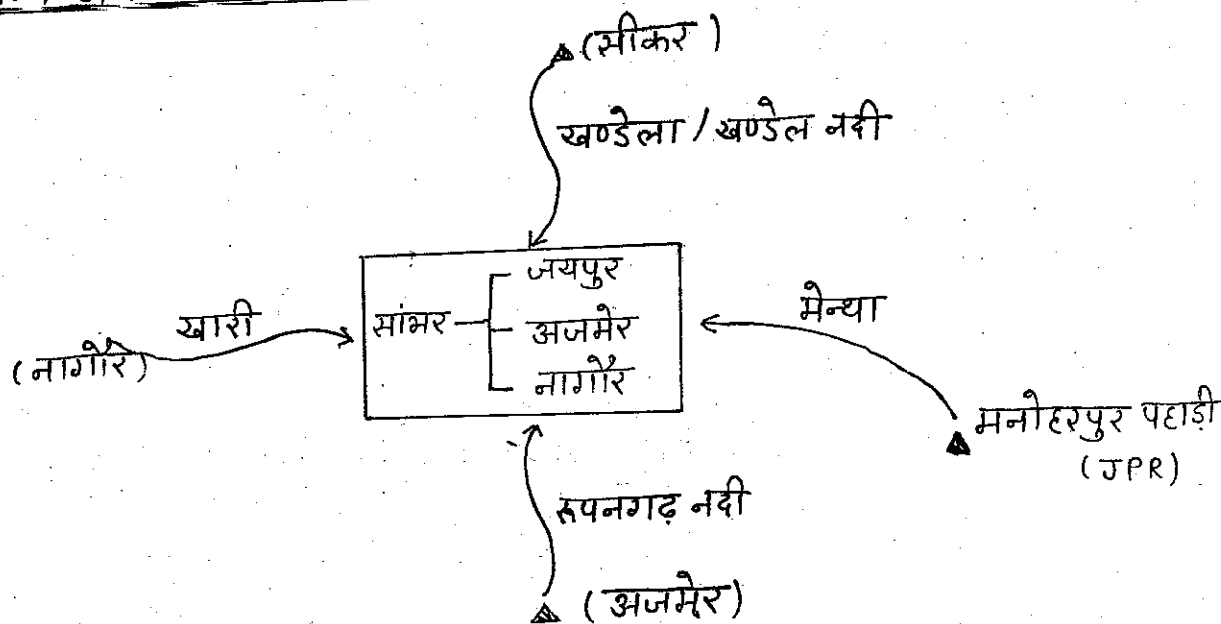 (सीकर)
खण्डेला / खण्डेल नदी
सांभर
जयपुर
अजमेर
नागौर
खारी
(नागौर)
मेन्था
मनोहरपुर पहाड़ी
(JPR)
रूपनगढ़ नदी
(अजमेर)